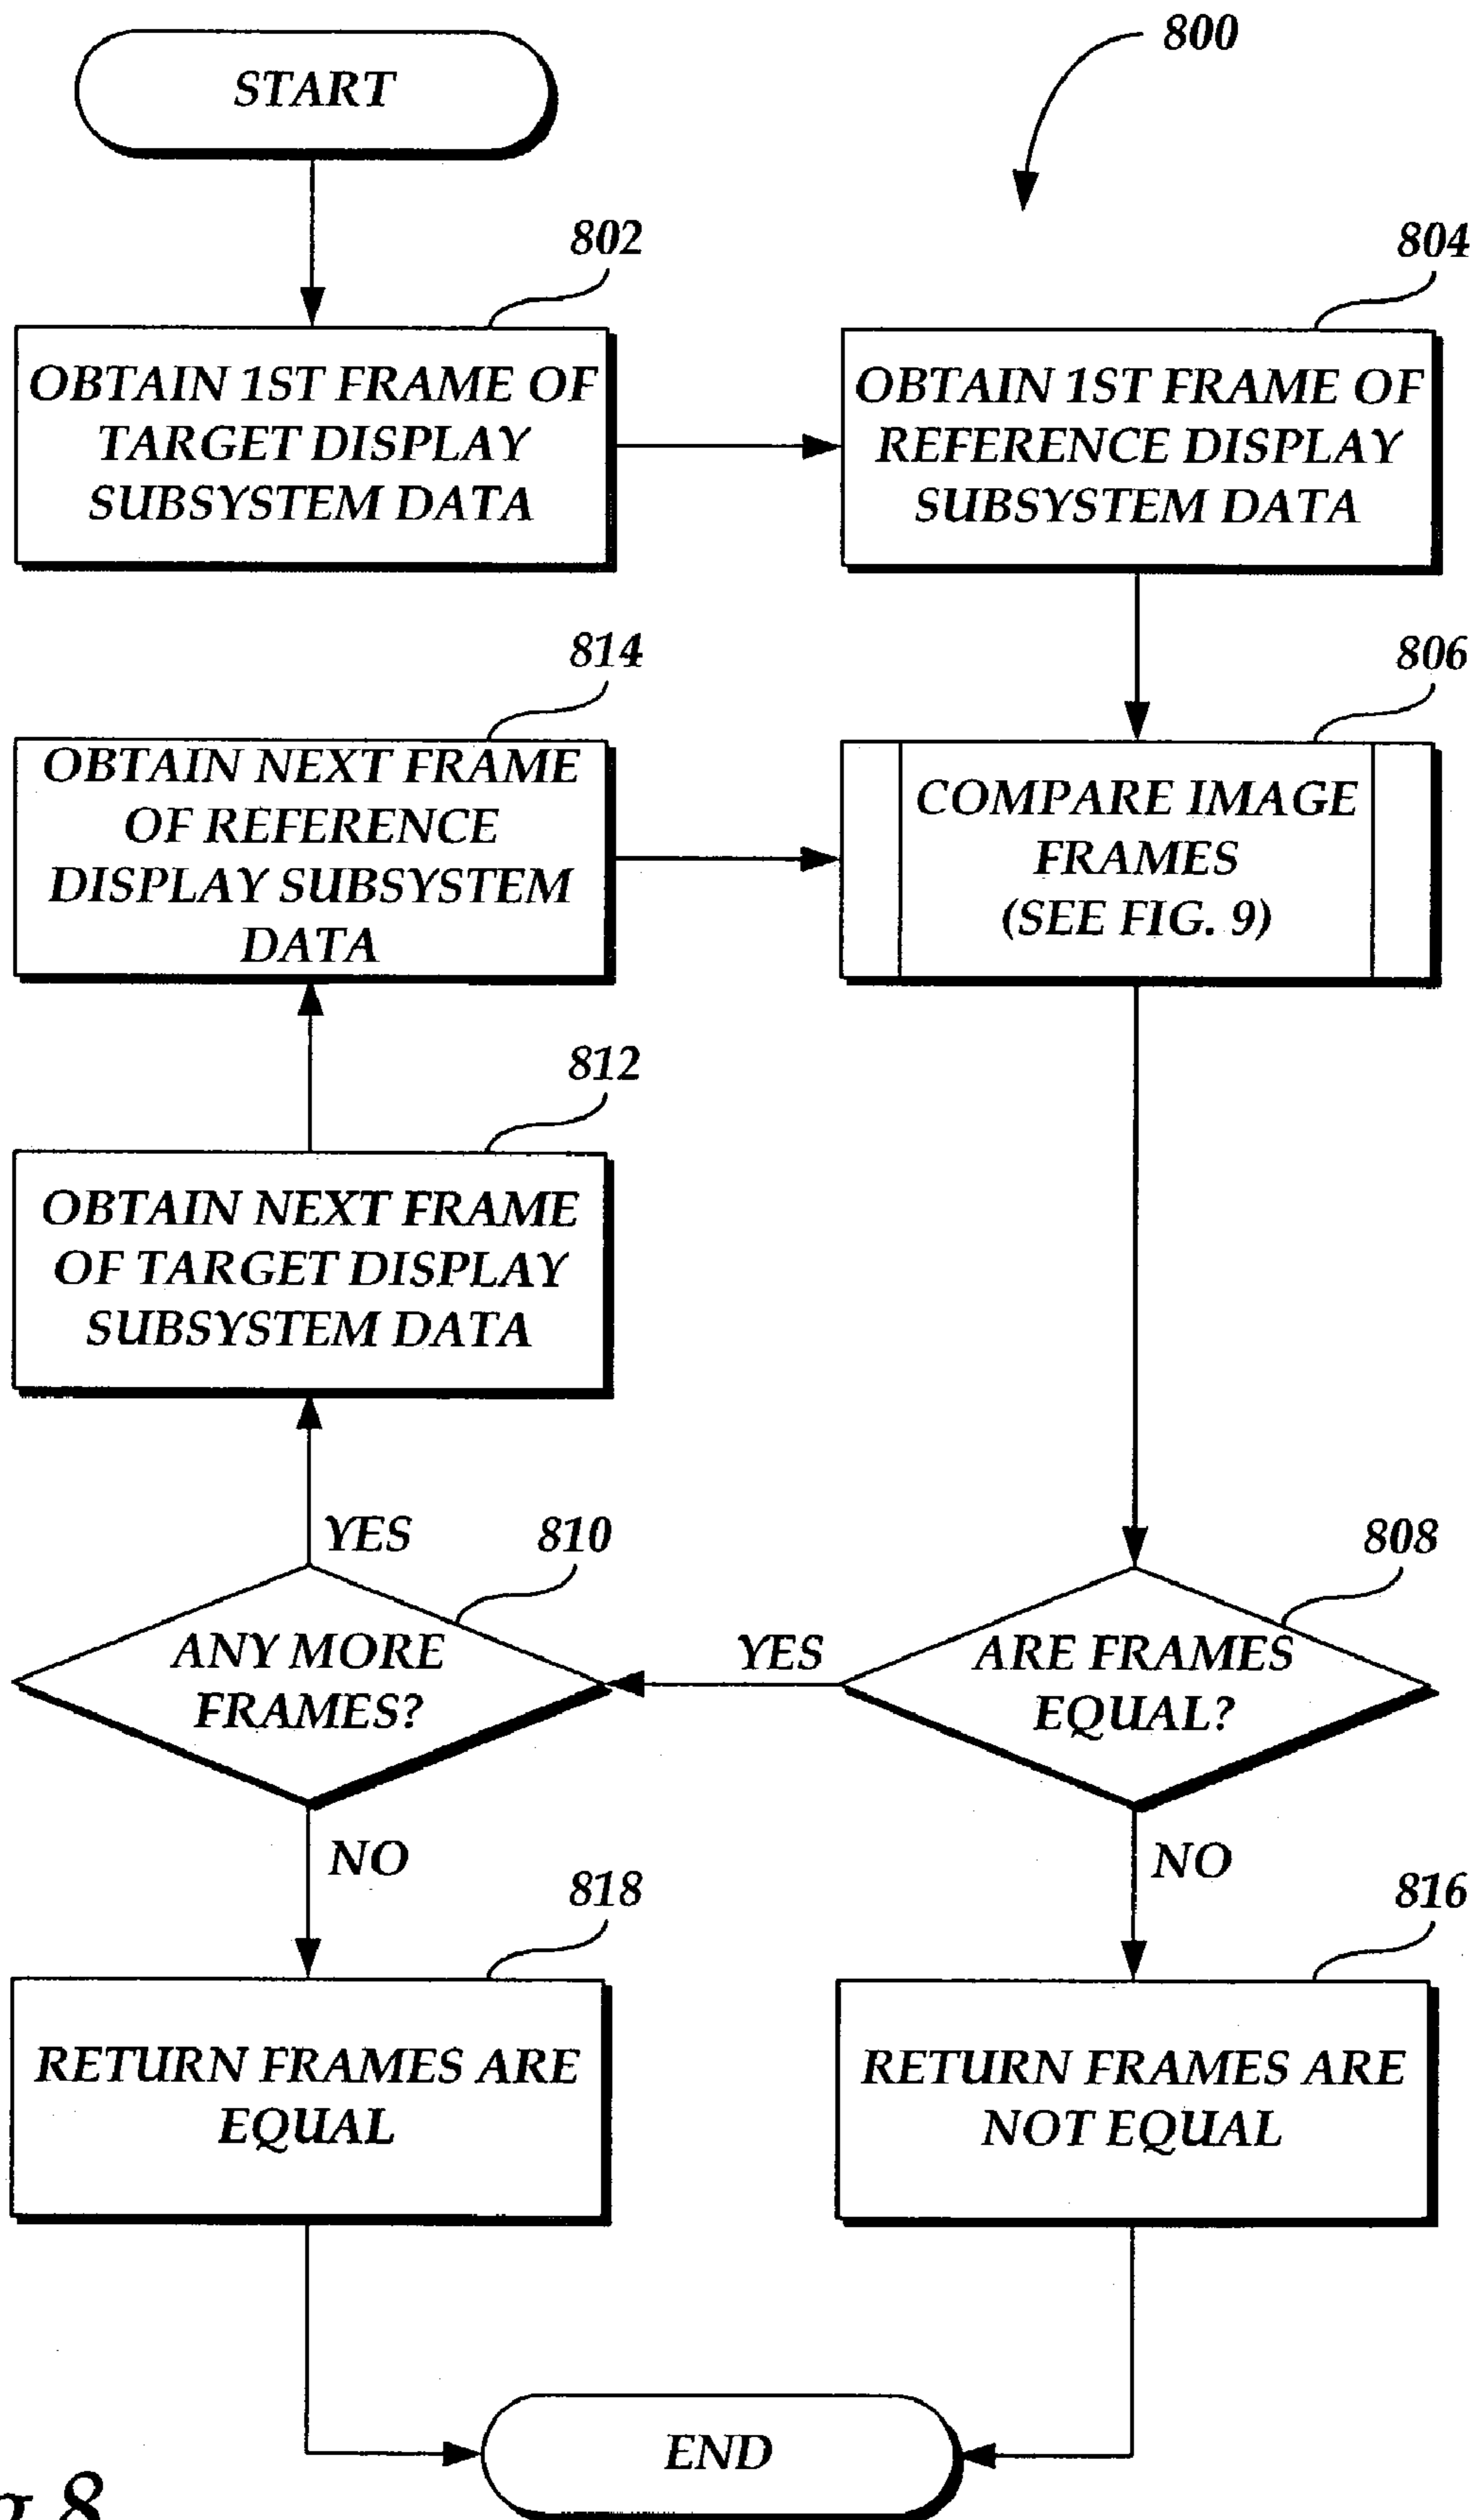 START
800
802
OBTAIN 1ST FRAME OF
TARGET DISPLAY
SUBSYSTEM DATA
804
OBTAIN 1ST FRAME OF
REFERENCE DISPLAY
SUBSYSTEM DATA
814
OBTAIN NEXT FRAME
OF REFERENCE
DISPLAY SUBSYSTEM
DATA
806
COMPARE IMAGE
FRAMES
(SEE FIG. 9)
812
OBTAIN NEXT FRAME
OF TARGET DISPLAY
SUBSYSTEM DATA
YES
810
ANY MORE
FRAMES?
YES
808
ARE FRAMES
EQUAL?
NO
818
RETURN FRAMES ARE
EQUAL
NO
816
RETURN FRAMES ARE
NOT EQUAL
END
8